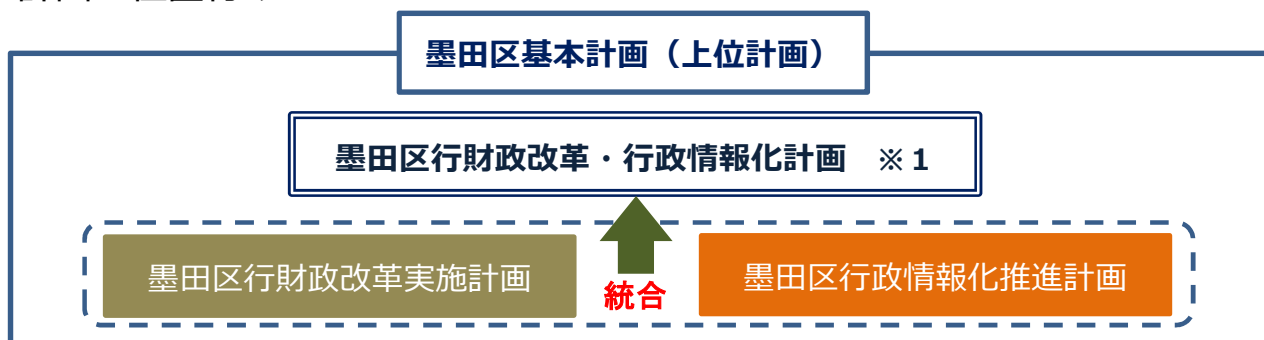 墨田区基本計画（上位計画）
墨田区行財政改革・行政情報化計画　※１
墨田区行財政改革実施計画
統合
墨田区行政情報化推進計画